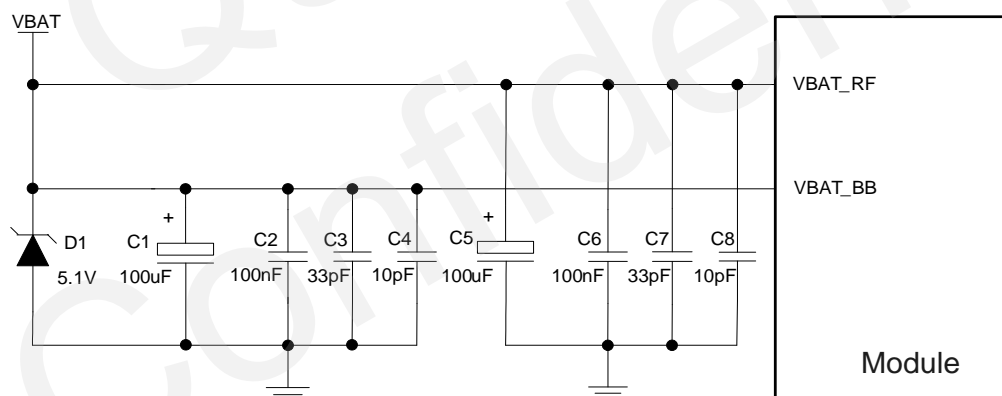 VBAT
VBAT_RF
VBAT_BB
+
D1
5.1V
C1
100uF
C2
100nF
C3
33pF
C4
10pF
+
C5
100uF
C6
100nF
C7
33pF
C8
10pF
Module